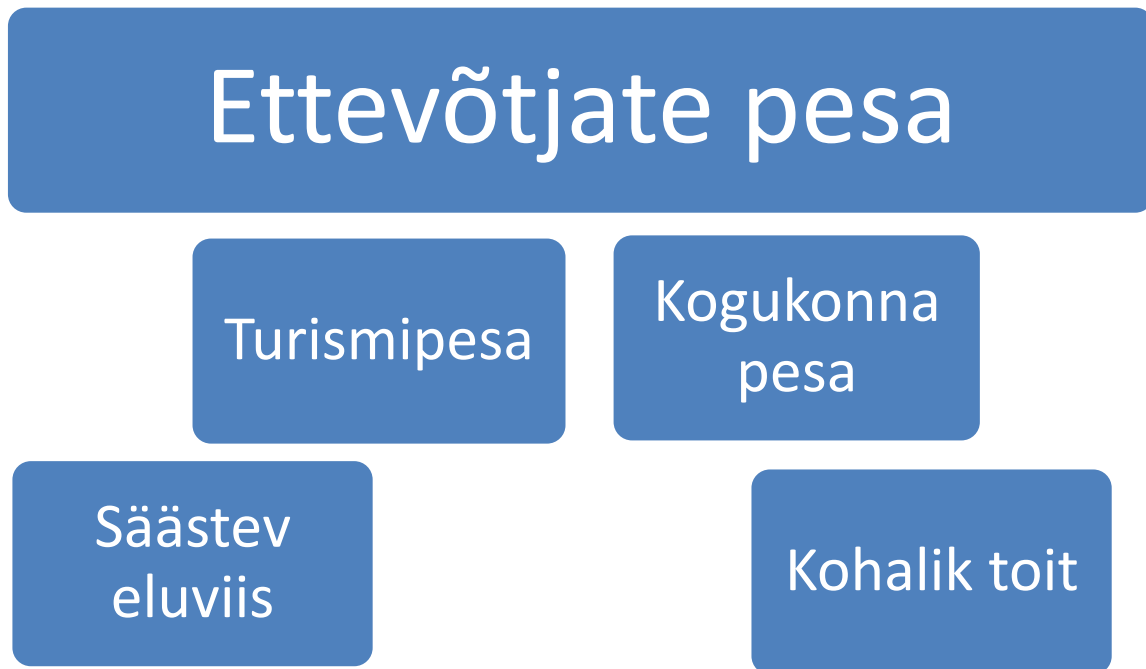 Ettevõtjate pesa
Turismipesa
Kogukonna
pesa
Säästev
eluviis
Kohalik toit